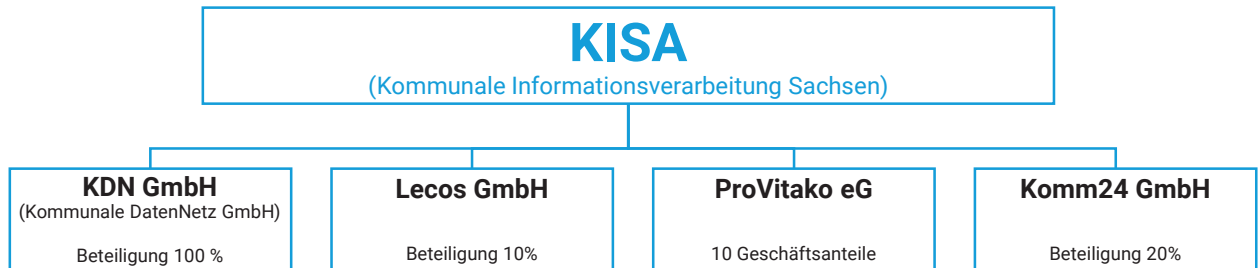 KISA
(Kommunale Informationsverarbeitung Sachsen)
KDN GmbH
(Kommunale DatenNetz GmbH)
Beteiligung 100 %
Lecos GmbH
Beteiligung 10%
ProVitako eG
10 Geschäftsanteile
Komm24 GmbH
Beteiligung 20%